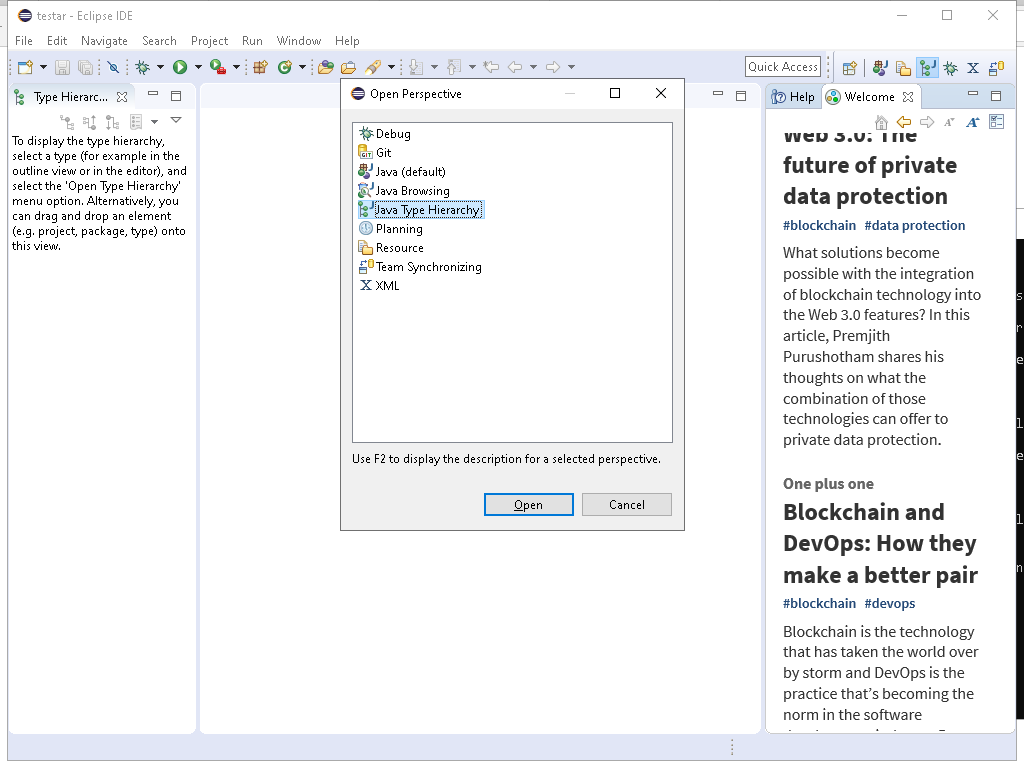 testar - Eclipse IDE
File Edit Navigate Search Project Run Window Help
Quick Access
Type Hierarc...
To display the type hierarchy,
select a type (for example in the
outline view or in the editor), and
select the 'Open Type Hierarchy'
menu option. Alternatively, you
can drag and drop an element
(e.g. project, package, type) onto
this view.
Open Perspective
Debug
Git
Java (default)
Java Browsing
Java Type Hierarchy
Planning
Resource
Team Synchronizing
XML
Use F2 to display the description for a selected perspective.
Open Cancel
Help Welcome
Web 3.0: The
future of private
data protection
#blockchain #data protection
What solutions become
possible with the integration
of blockchain technology into
the Web 3.0 features? In this
article, Premjith
Purushotham shares his
thoughts on what the
combination of those
technologies can offer to
private data protection.
One plus one
Blockchain and
DevOps: How they
make a better pair
#blockchain #devops
Blockchain is the technology
that has taken the world over
by storm and DevOps is the
practice that's becoming the
norm in the software